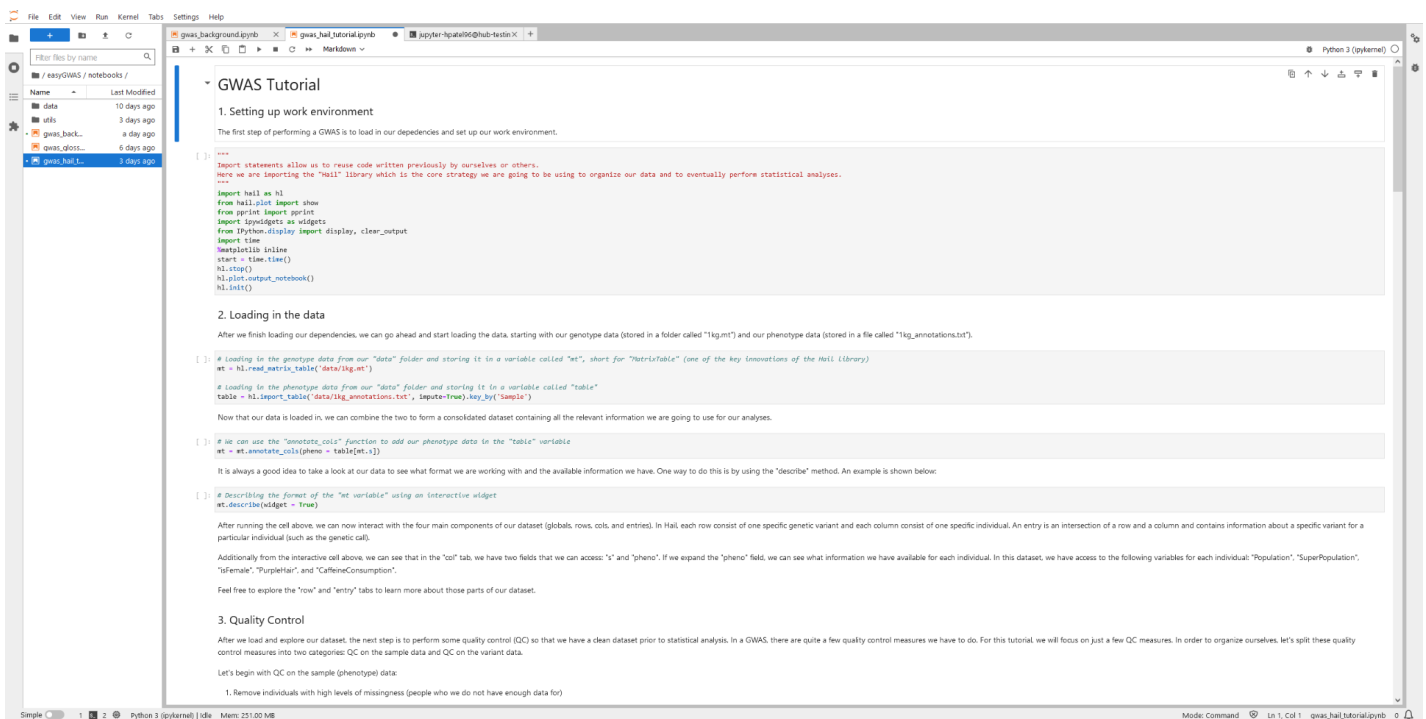 File Edit View Run Kernel Tabs Settings Help
gwas_background.ipynb × gwas_hail_tutorial.ipynb ● jupyter-hpatel96@hub-testin × +
Markdown
Python 3 (ipykernel)
Filter files by name
/ easyGWAS / notebooks /
Name Last Modified
data 10 days ago
utils 3 days ago
gwas_back... a day ago
gwas_gloss... 6 days ago
gwas_hail_t... 3 days ago
GWAS Tutorial
1. Setting up work environment
The first step of performing a GWAS is to load in our depedencies and set up our work environment.
[ ]: """
Import statements allow us to reuse code written previously by ourselves or others.
Here we are importing the "Hail" library which is the core strategy we are going to be using to organize our data and to eventually perform statistical analyses.
"""
import hail as hl
from hail.plot import show
from pprint import pprint
import ipywidgets as widgets
from IPython.display import display, clear_output
import time
%matplotlib inline
start = time.time()
hl.stop()
hl.plot.output_notebook()
hl.init()
2. Loading in the data
After we finish loading our dependencies, we can go ahead and start loading the data, starting with our genotype data (stored in a folder called "1kg.mt") and our phenotype data (stored in a file called "1kg_annotations.txt").
[ ]: # Loading in the genotype data from our "data" folder and storing it in a variable called "mt", short for "MatrixTable" (one of the key innovations of the Hail library)
mt = hl.read_matrix_table('data/1kg.mt')
# Loading in the phenotype data from our "data" folder and storing it in a variable called "table"
table = hl.import_table('data/1kg_annotations.txt', impute=True).key_by('Sample')
Now that our data is loaded in, we can combine the two to form a consolidated dataset containing all the relevant information we are going to use for our analyses.
[ ]: # We can use the "annotate_cols" function to add our phenotype data in the "table" variable
mt = mt.annotate_cols(pheno = table[mt.s])
It is always a good idea to take a look at our data to see what format we are working with and the available information we have. One way to do this is by using the "describe" method. An example is shown below:
[ ]: # Describing the format of the "mt variable" using an interactive widget
mt.describe(widget = True)
After running the cell above, we can now interact with the four main components of our dataset (globals, rows, cols, and entries). In Hail, each row consist of one specific genetic variant and each column consist of one specific individual. An entry is an intersection of a row and a column and contains information about a specific variant for a
particular individual (such as the genetic call).
Additionally from the interactive cell above, we can see that in the "col" tab, we have two fields that we can access: "s" and "pheno". If we expand the "pheno" field, we can see what information we have available for each individual. In this dataset, we have access to the following variables for each individual: "Population", "SuperPopulation",
"isFemale", "PurpleHair", and "CaffeineConsumption".
Feel free to explore the "row" and "entry" tabs to learn more about those parts of our dataset.
3. Quality Control
After we load and explore our dataset, the next step is to perform some quality control (QC) so that we have a clean dataset prior to statistical analysis. In a GWAS, there are quite a few quality control measures we have to do. For this tutorial, we will focus on just a few QC measures. In order to organize ourselves, let's split these quality
control measures into two categories: QC on the sample data and QC on the variant data.
Let's begin with QC on the sample (phenotype) data:
1. Remove individuals with high levels of missingness (people who we do not have enough data for)
Simple 1 2 Python 3 (ipykernel) | Idle Mem: 251.00 MB
Mode: Command Ln 1, Col 1 gwas_hail_tutorial.ipynb 0